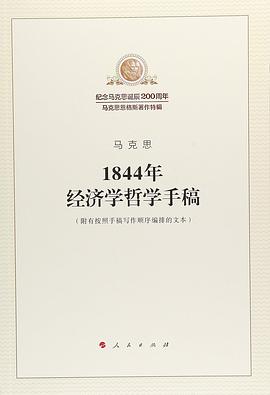 纪念马克思诞辰200周年
马克思恩格斯著作特辑
马克思
1844年
经济学哲学手稿
（附有按照手稿写作顺序编排的文本）
人民出版社